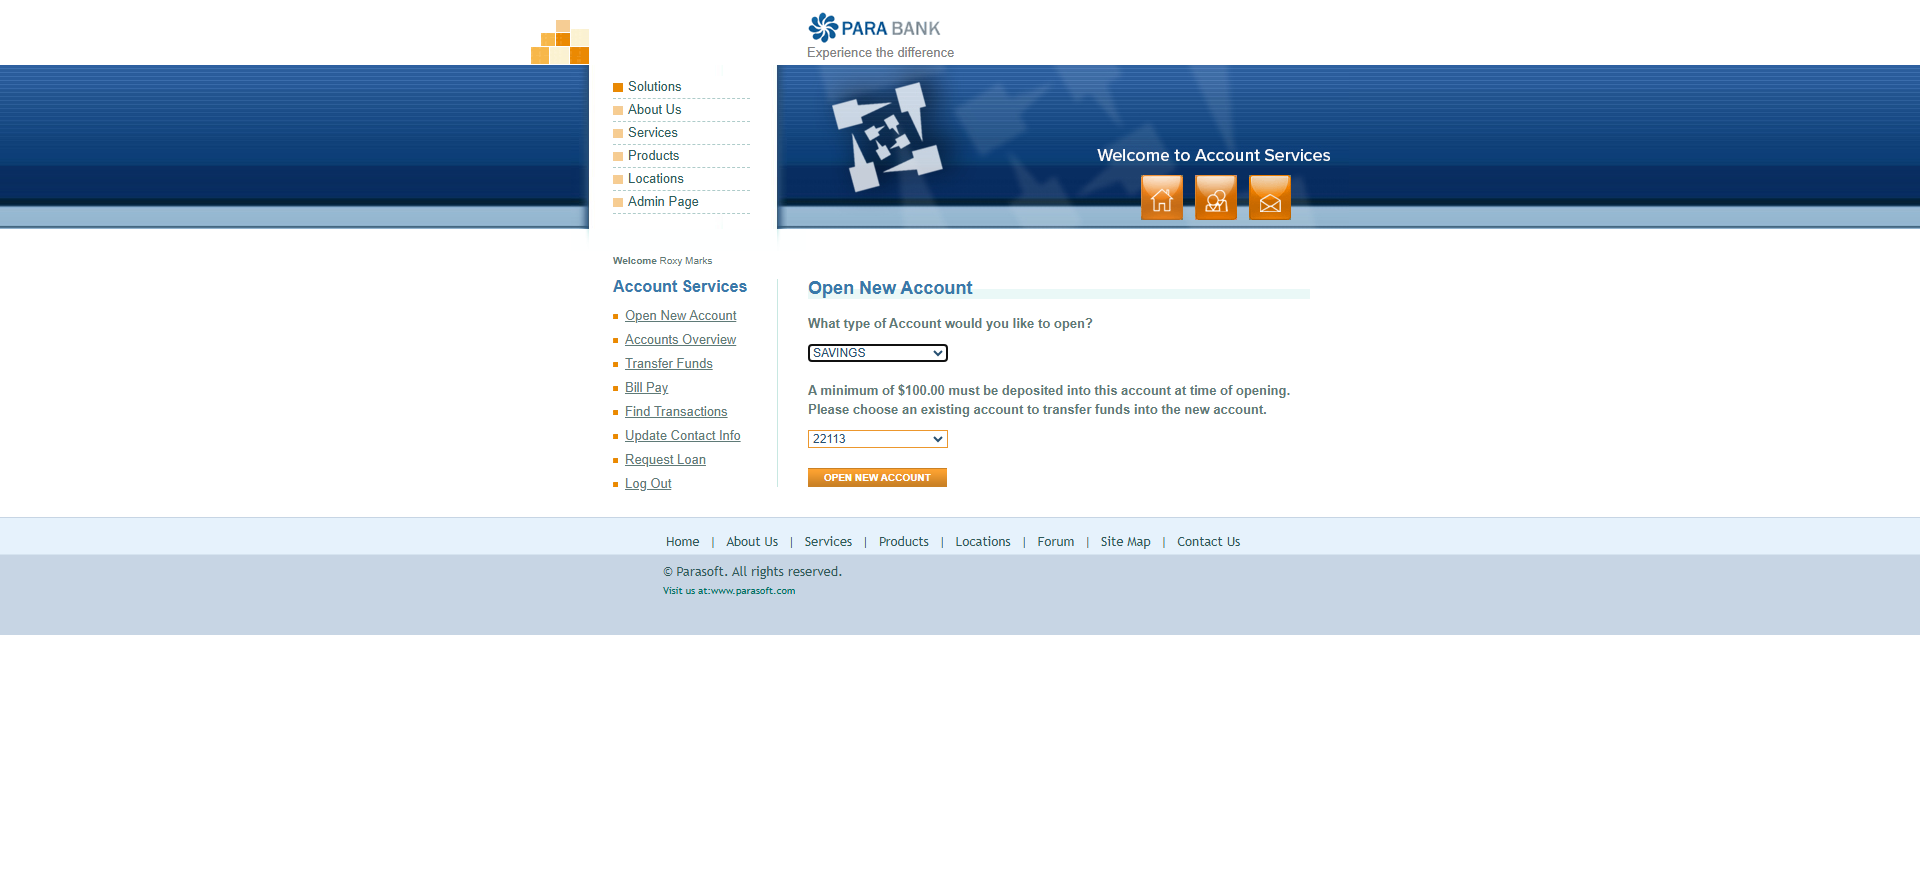 PARA BANK
Experience the difference
Solutions
About Us
Services
Products
Locations
Admin Page
Welcome to Account Services
Welcome Roxy Marks
Account Services
Open New Account
Accounts Overview
Transfer Funds
Bill Pay
Find Transactions
Update Contact Info
Request Loan
Log Out
Open New Account
What type of Account would you like to open?
SAVINGS
A minimum of $100.00 must be deposited into this account at time of opening.
Please choose an existing account to transfer funds into the new account.
22113
OPEN NEW ACCOUNT
Home | About Us | Services | Products | Locations | Forum | Site Map | Contact Us
© Parasoft. All rights reserved.
Visit us at:www.parasoft.com